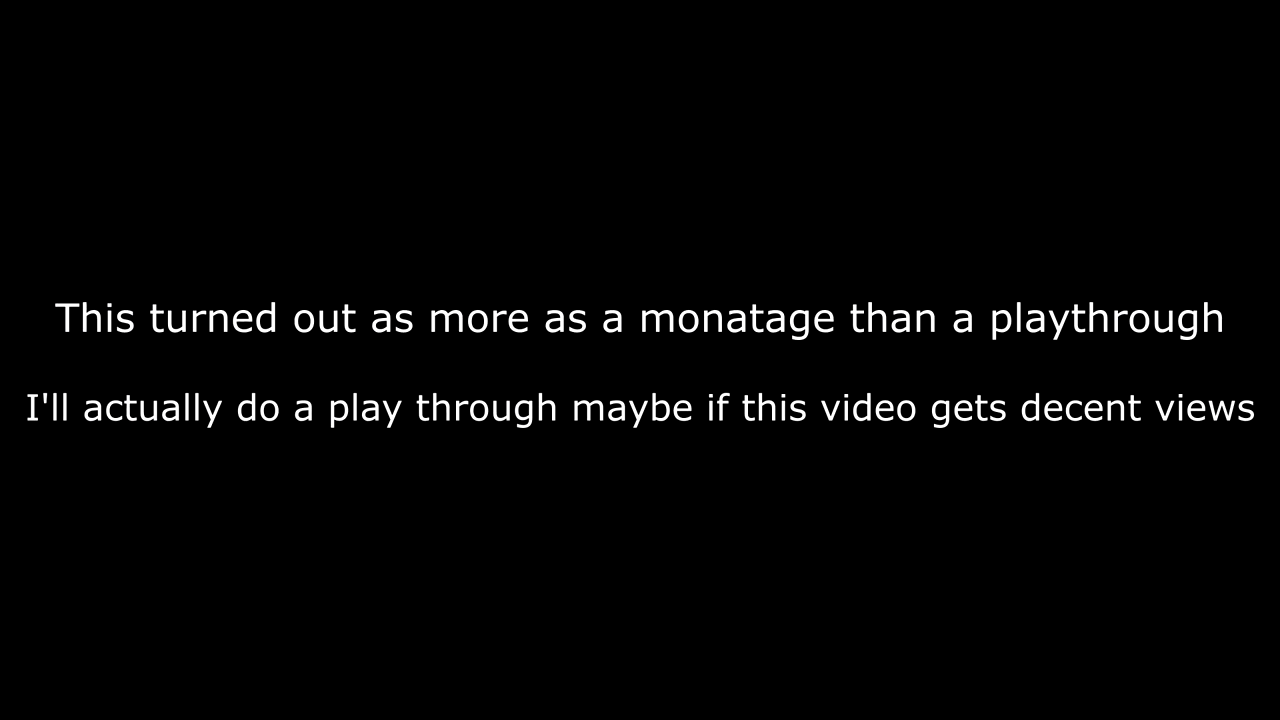 This turned out as more as a monatage than a playthrough
I'll actually do a play through maybe if this video gets decent views